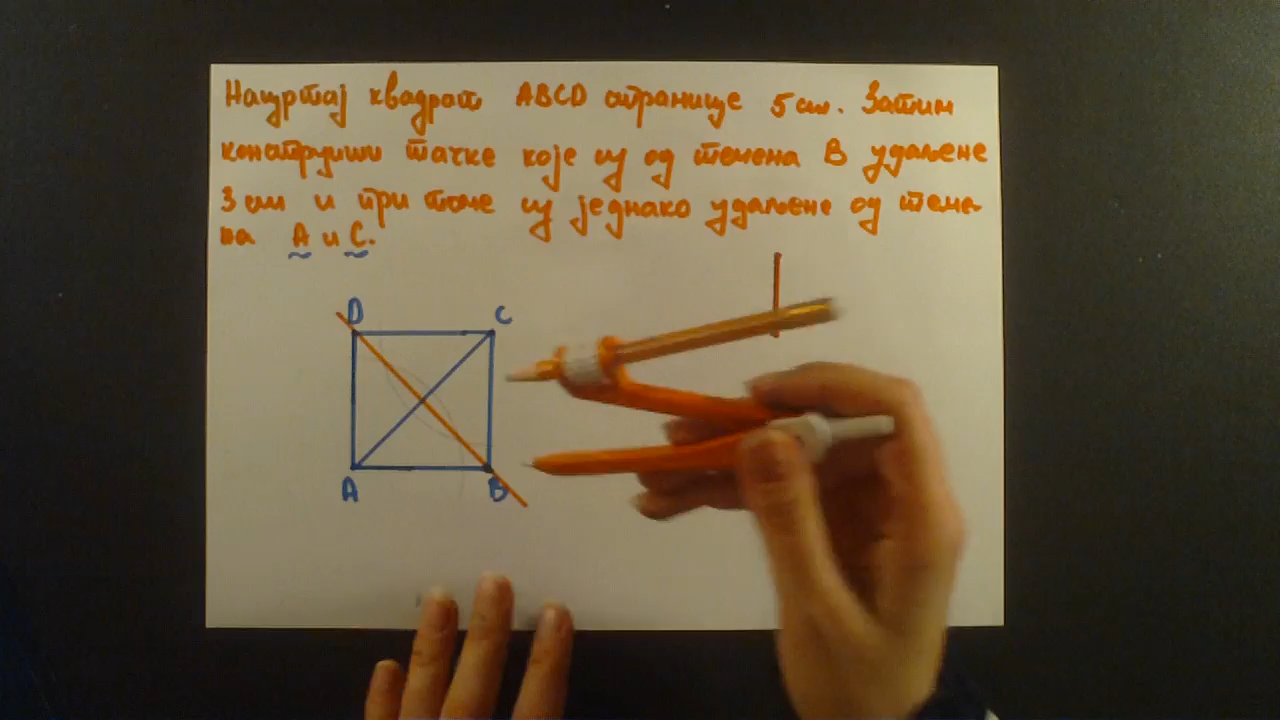 Нацртај квадрат ABCD странице 5 cm. Затим
конструиши тачке које су од темена B удаљене
3 cm и при томе су једнако удаљене од теме-
на A и C.
D C
A B